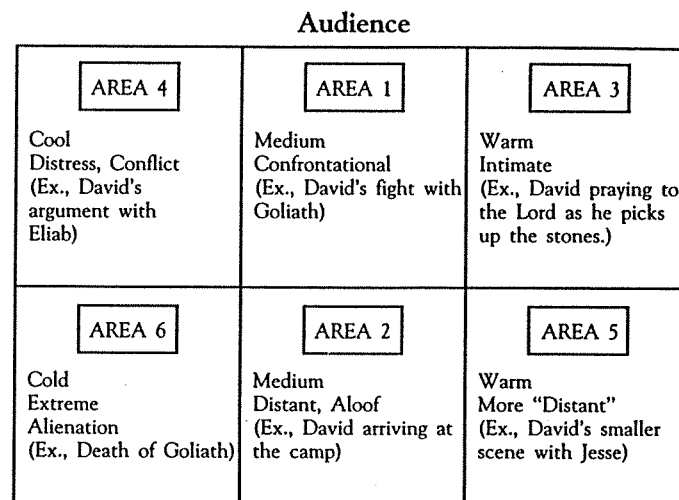 Audience
AREA 4
Cool
Distress, Conflict
(Ex., David's
argument with
Eliab)
AREA 1
Medium
Confrontational
(Ex., David's fight with
Goliath)
AREA 3
Warm
Intimate
(Ex., David praying to
the Lord as he picks
up the stones.)
AREA 6
Cold
Extreme
Alienation
(Ex., Death of Goliath)
AREA 2
Medium
Distant, Aloof
(Ex., David arriving at
the camp)
AREA 5
Warm
More “Distant”
(Ex., David's smaller
scene with Jesse)